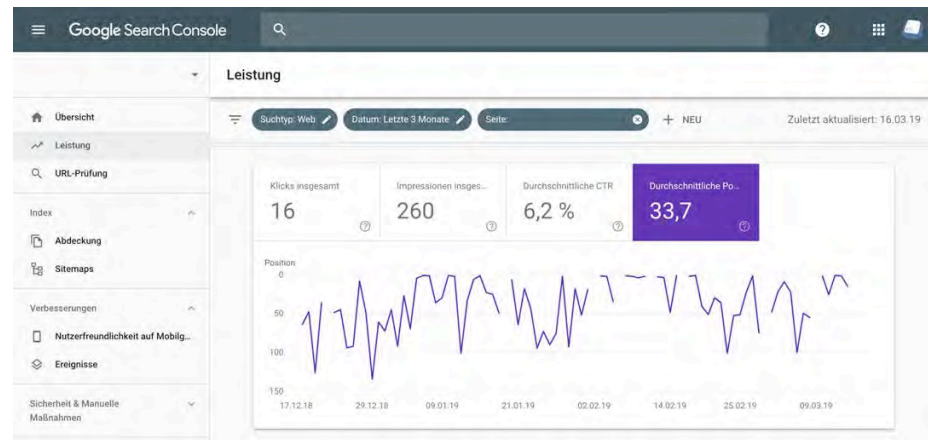 Google Search Console
Leistung
Suchtyp: Web
Datum: Letzte 3 Monate
Seite:
NEU
Zuletzt aktualisiert: 16.03.19
Übersicht
Leistung
URL-Prüfung
Index
Abdeckung
Sitemaps
Verbesserungen
Nutzerfreundlichkeit auf Mobilg...
Ereignisse
Sicherheit & Manuelle
Maßnahmen
Klicks insgesamt
16
Impressionen insges...
260
Durchschnittliche CTR
6,2 %
Durchschnittliche Po...
33,7
Position
0
50
100
150
17.12.18 29.12.18 09.01.19 21.01.19 02.02.19 14.02.19 25.02.19 09.03.19